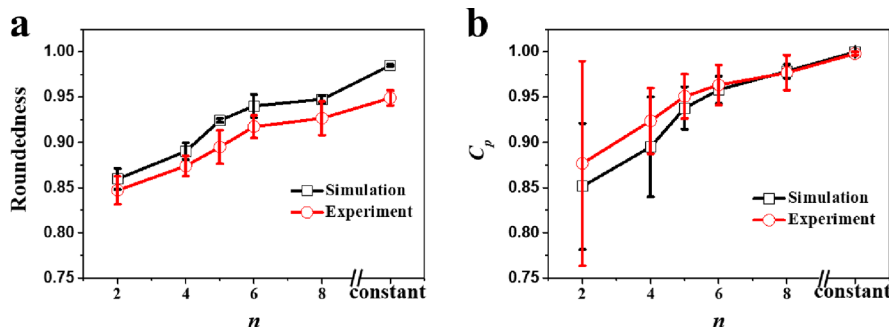 a
Roundedness
1.00
0.95
0.90
0.85
0.80
0.75
Simulation
Experiment
2 4 6 8 constant
n
b
C_p
1.00
0.95
0.90
0.85
0.80
0.75
Simulation
Experiment
2 4 6 8 constant
n